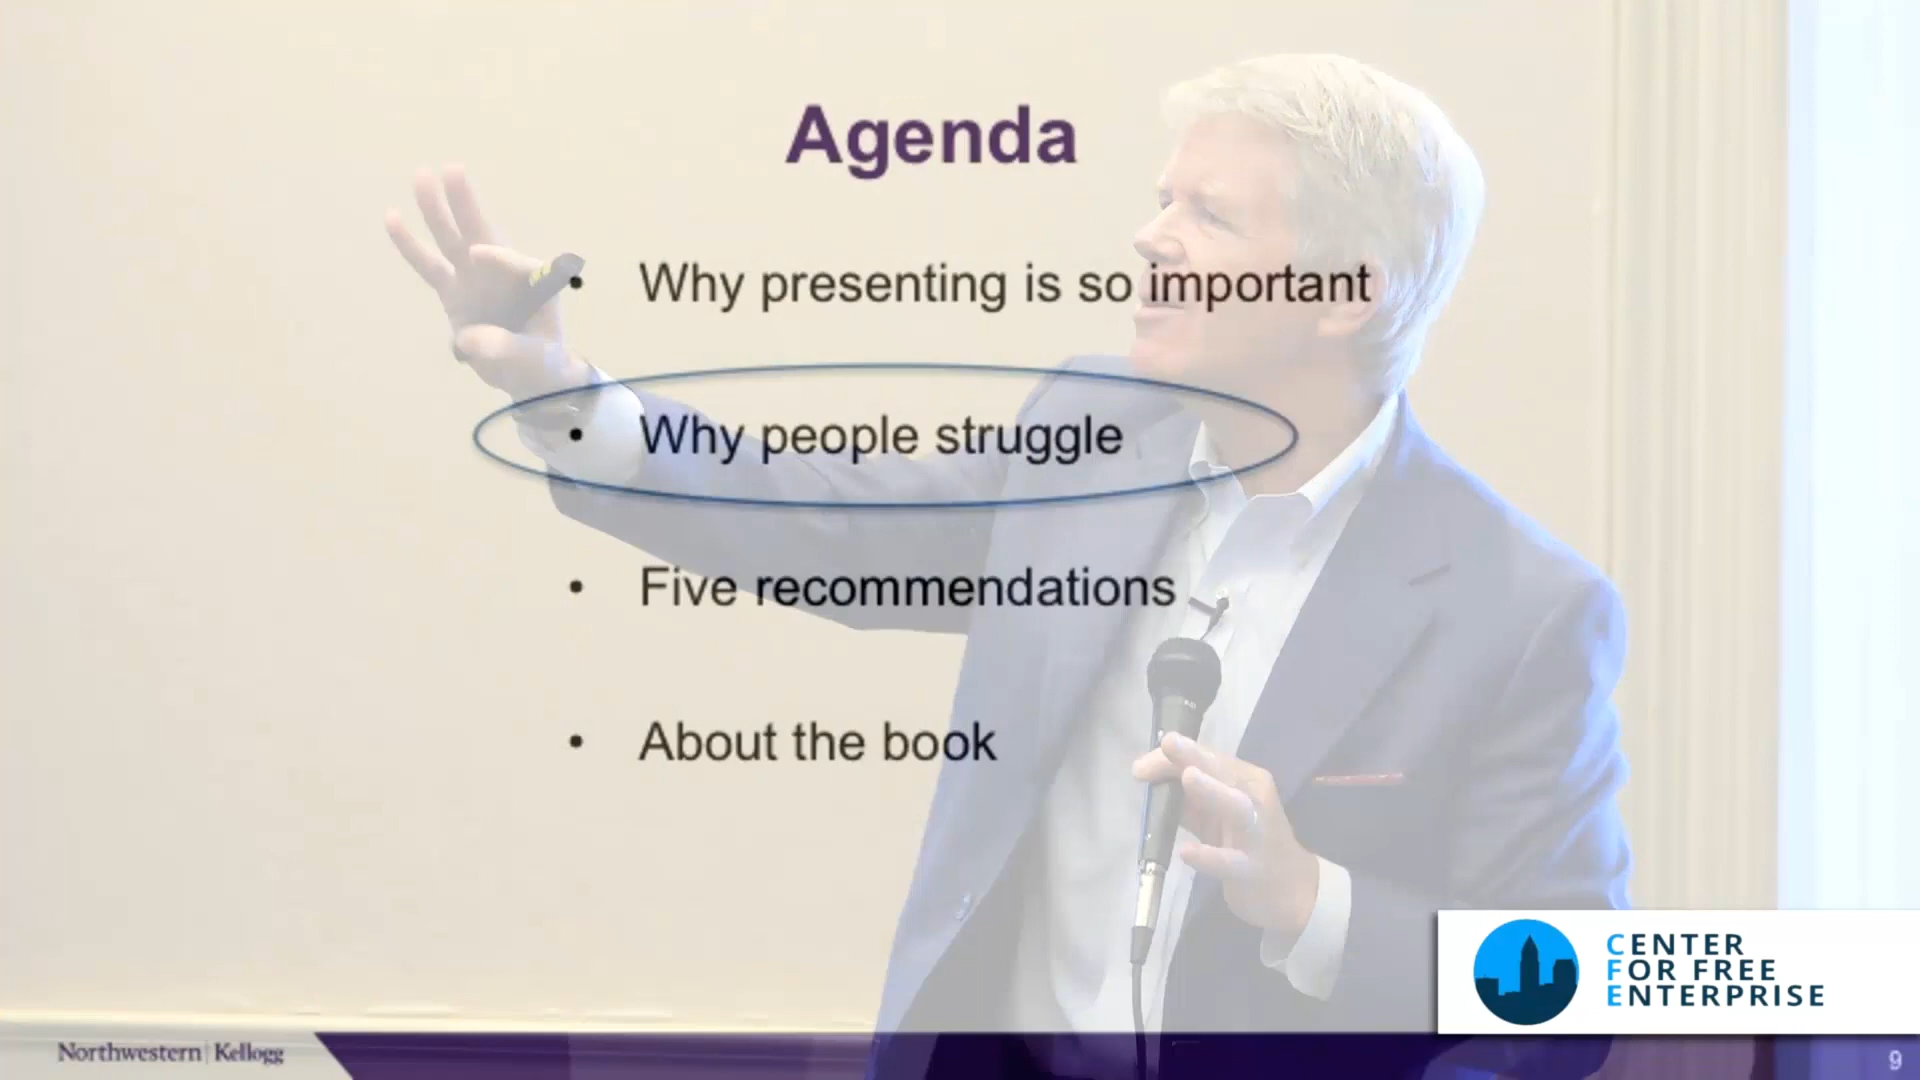 Agenda
• Why presenting is so important
• Why people struggle
• Five recommendations
• About the book
CENTER
FOR FREE
ENTERPRISE
Northwestern | Kellogg
9